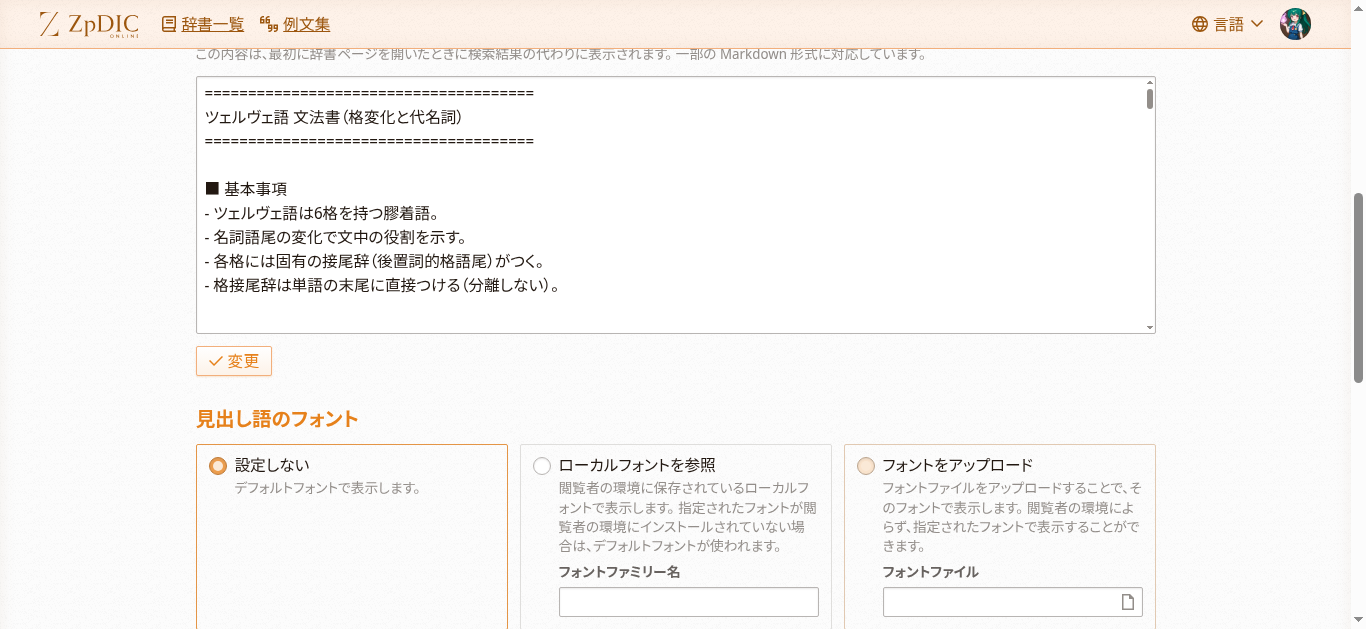 ZpDIC ONLINE 辞書一覧 例文集 言語
この内容は、最初に辞書ページを開いたときに検索結果の代わりに表示されます。一部の Markdown 形式に対応しています。
=====================================
ツェルヴェ語 文法書（格変化と代名詞）
=====================================
■ 基本事項
- ツェルヴェ語は6格を持つ膠着語。
- 名詞語尾の変化で文中の役割を示す。
- 各格には固有の接尾辞（後置詞的格語尾）がつく。
- 格接尾辞は単語の末尾に直接つける（分離しない）。
変更
見出し語のフォント
設定しない
デフォルトフォントで表示します。
ローカルフォントを参照
閲覧者の環境に保存されているローカルフ
ォントで表示します。指定されたフォントが閲
覧者の環境にインストールされていない場
合は、デフォルトフォントが使われます。
フォントファミリー名
フォントをアップロード
フォントファイルをアップロードすることで、そ
のフォントで表示します。閲覧者の環境によ
らず、指定されたフォントで表示することがで
きます。
フォントファイル